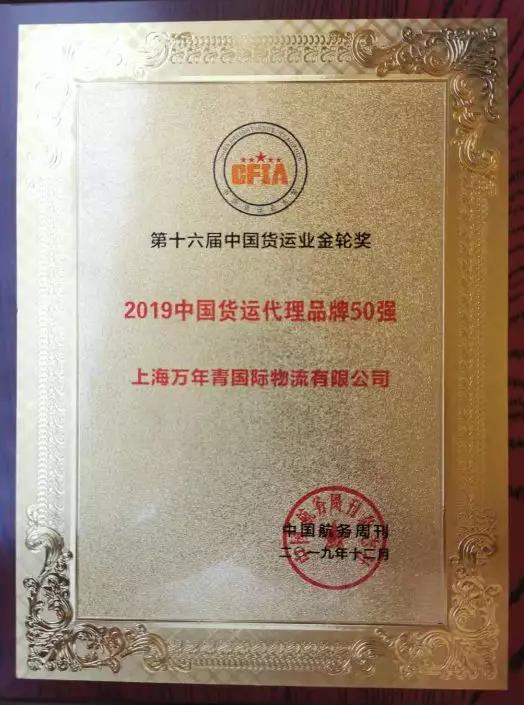 CFIA
第十六届中国货运业金轮奖
2019中国货运代理品牌50强
上海万年青国际物流有限公司
中国航务周刊
二〇一九年十二月